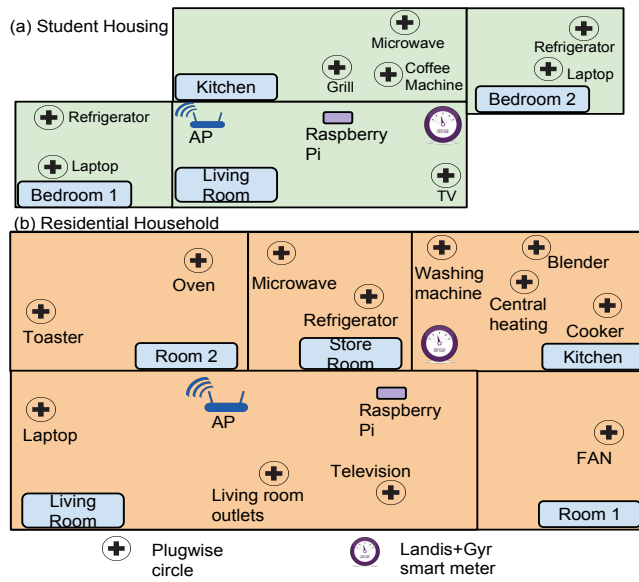 (a) Student Housing
Microwave
Refrigerator
Kitchen
Grill
Coffee
Machine
Laptop
Bedroom 2
Refrigerator
AP
Raspberry
Pi
Laptop
Bedroom 1
Living
Room
TV
(b) Residential Household
Oven
Microwave
Washing
machine
Blender
Toaster
Refrigerator
Central
heating
Cooker
Room 2
Store
Room
Kitchen
Laptop
AP
Raspberry
Pi
FAN
Living
Room
Living room
outlets
Television
Room 1
Plugwise
circle
Landis+Gyr
smart meter